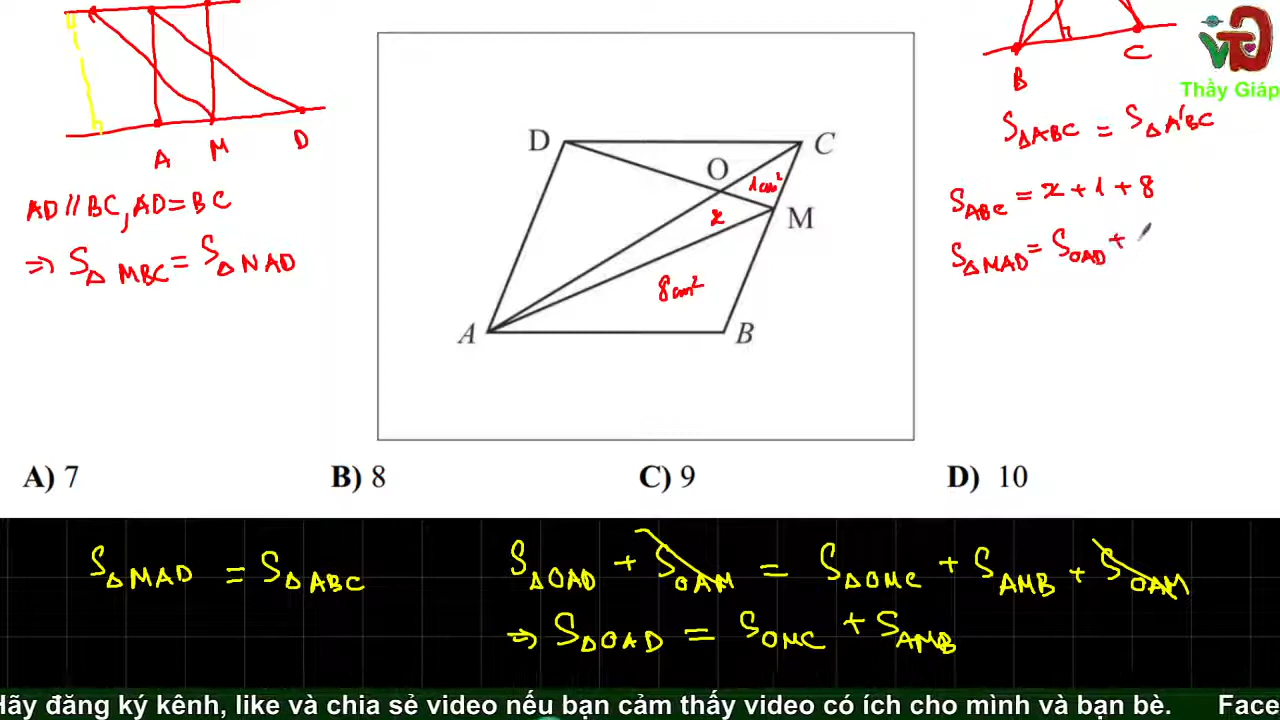 A M D
AD // BC, AD = BC
⇒ S△MBC = S△NAD
B C
VTG
Thầy Giáp
S△ABC = S△A'BC
SABC = x + 1 + 8
S△MAD = SOAD +
D C
O 1cm²
x M
8cm²
A B
A) 7 B) 8 C) 9 D) 10
S△MAD = S△ABC
S△OAD + SOAM = S△OMC + SAMB + SOAM
⇒ S△OAD = SOMC + SAMB
Hãy đăng ký kênh, like và chia sẻ video nếu bạn cảm thấy video có ích cho mình và bạn bè. Face